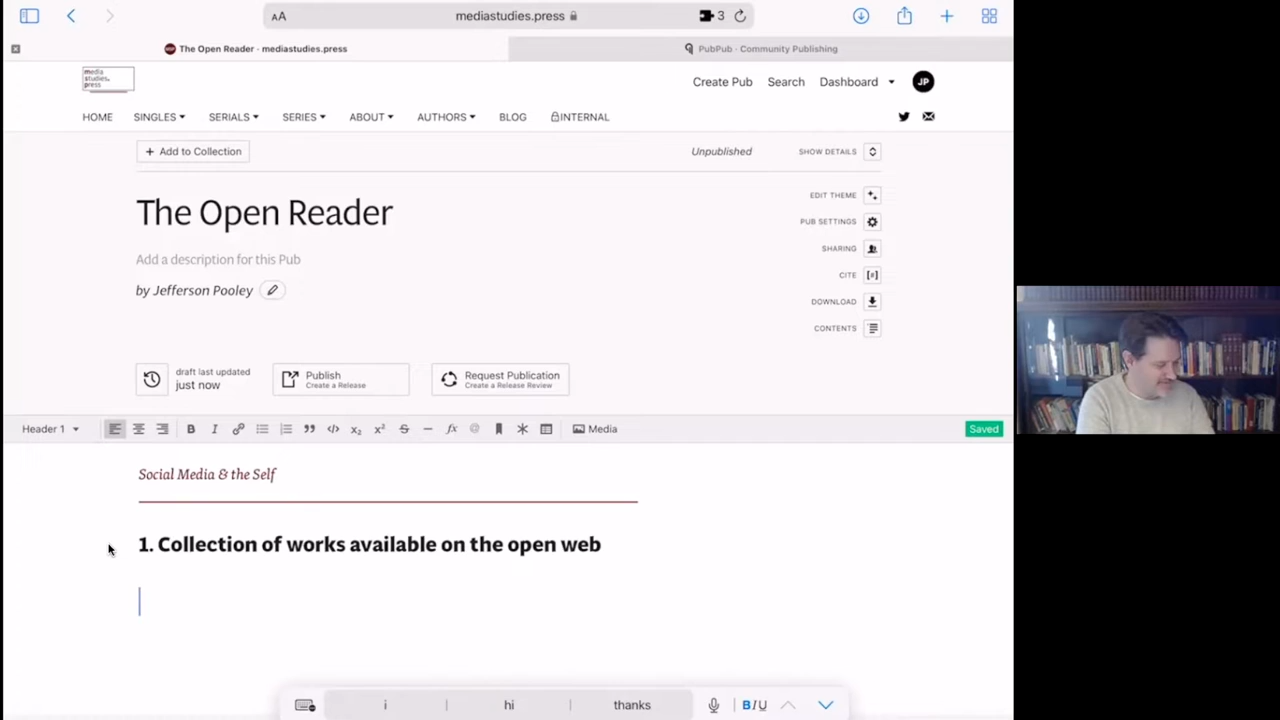 AA
mediastudies.press
3
The Open Reader · mediastudies.press
PubPub · Community Publishing
media
studies.
press
Create Pub
Search
Dashboard
JP
HOME
SINGLES
SERIALS
SERIES
ABOUT
AUTHORS
BLOG
INTERNAL
+ Add to Collection
Unpublished
SHOW DETAILS
The Open Reader
EDIT THEME
PUB SETTINGS
Add a description for this Pub
SHARING
by Jefferson Pooley
CITE
DOWNLOAD
CONTENTS
draft last updated
just now
Publish
Create a Release
Request Publication
Create a Release Review
Header 1
B
I
Media
Saved
Social Media & the Self
1. Collection of works available on the open web
i
hi
thanks
BIU